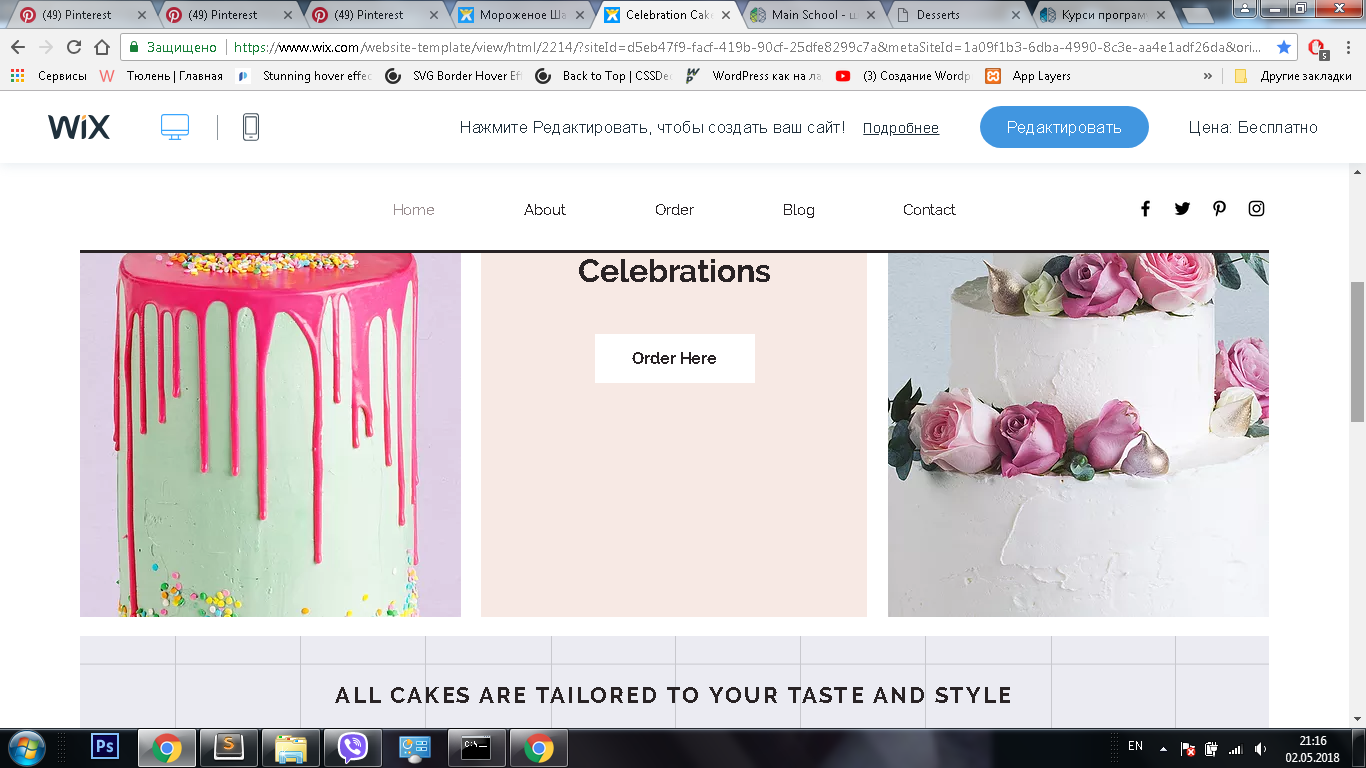 (49) Pinterest
(49) Pinterest
(49) Pinterest
Мороженое Ша
Celebration Cake
Main School - ш
Desserts
Курси програм
Защищено
https://www.wix.com/website-template/view/html/2214/?siteId=d5eb47f9-facf-419b-90cf-25dfe8299c7a&metaSiteId=1a09f1b3-6dba-4990-8c3e-aa4e1adf26da&ori...
5
Сервисы
Тюлень | Главная
Stunning hover effec
SVG Border Hover Eff
Back to Top | CSSDe
WordPress как на ла
(3) Создание Wordp
App Layers
»
Другие закладки
WiX
Нажмите Редактировать, чтобы создать ваш сайт!
Подробнее
Редактировать
Цена: Бесплатно
Home
About
Order
Blog
Contact
Celebrations
Order Here
ALL CAKES ARE TAILORED TO YOUR TASTE AND STYLE
Ps
S
C:\
EN
21:16
02.05.2018